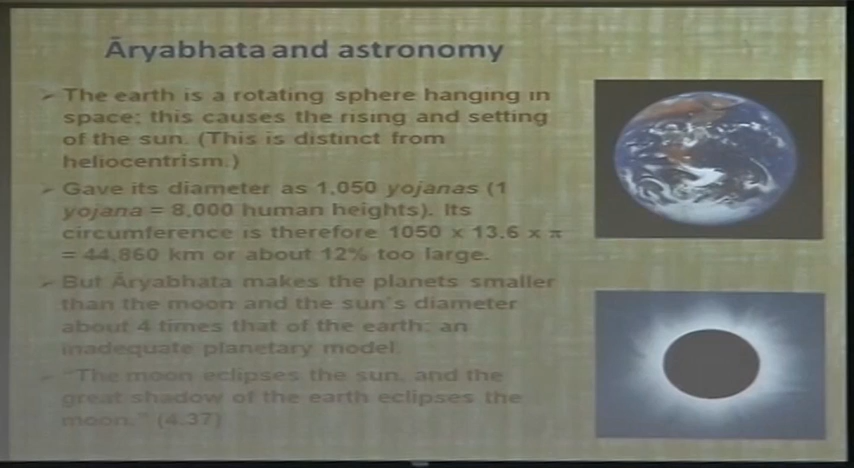 Āryabhata and astronomy
➢ The earth is a rotating sphere hanging in
space; this causes the rising and setting
of the sun. (This is distinct from
heliocentrism.)
➢ Gave its diameter as 1,050 yojanas (1
yojana = 8,000 human heights). Its
circumference is therefore 1050 x 13.6 x π
= 44,860 km or about 12% too large.
➢ But Āryabhata makes the planets smaller
than the moon and the sun's diameter
about 4 times that of the earth: an
inadequate planetary model.
➢ "The moon eclipses the sun, and the
great shadow of the earth eclipses the
moon." (4.37)